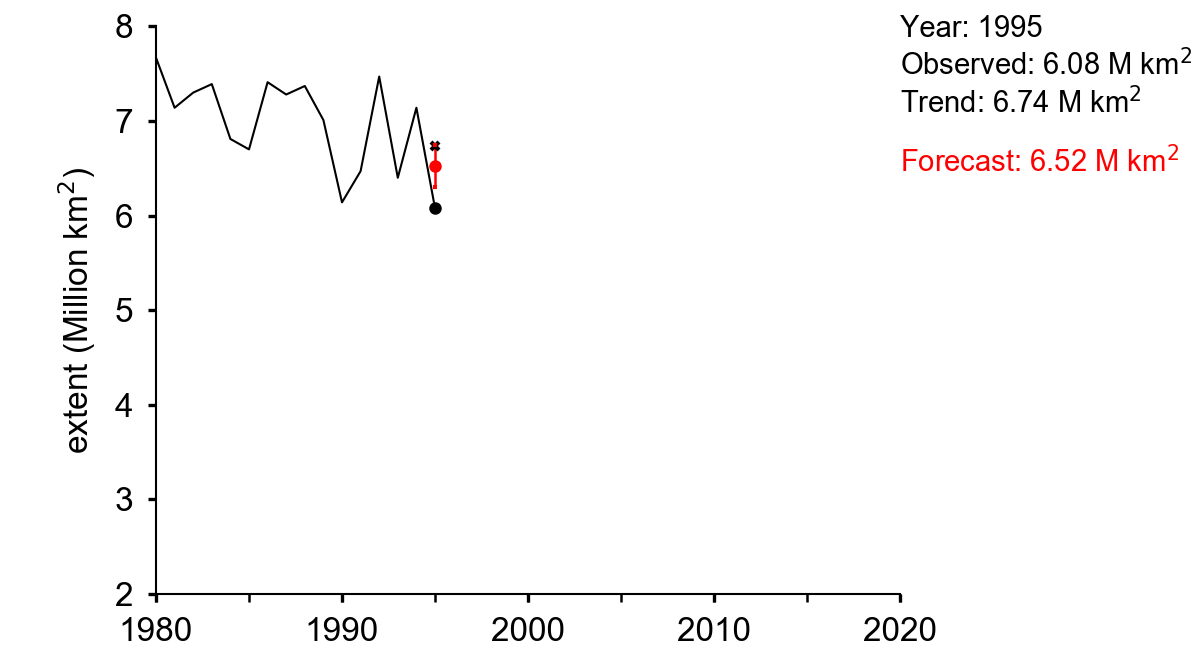 Year: 1995
Observed: 6.08 M km²
Trend: 6.74 M km²
Forecast: 6.52 M km²
extent (Million km²)
8
7
6
5
4
3
2
1980 1990 2000 2010 2020